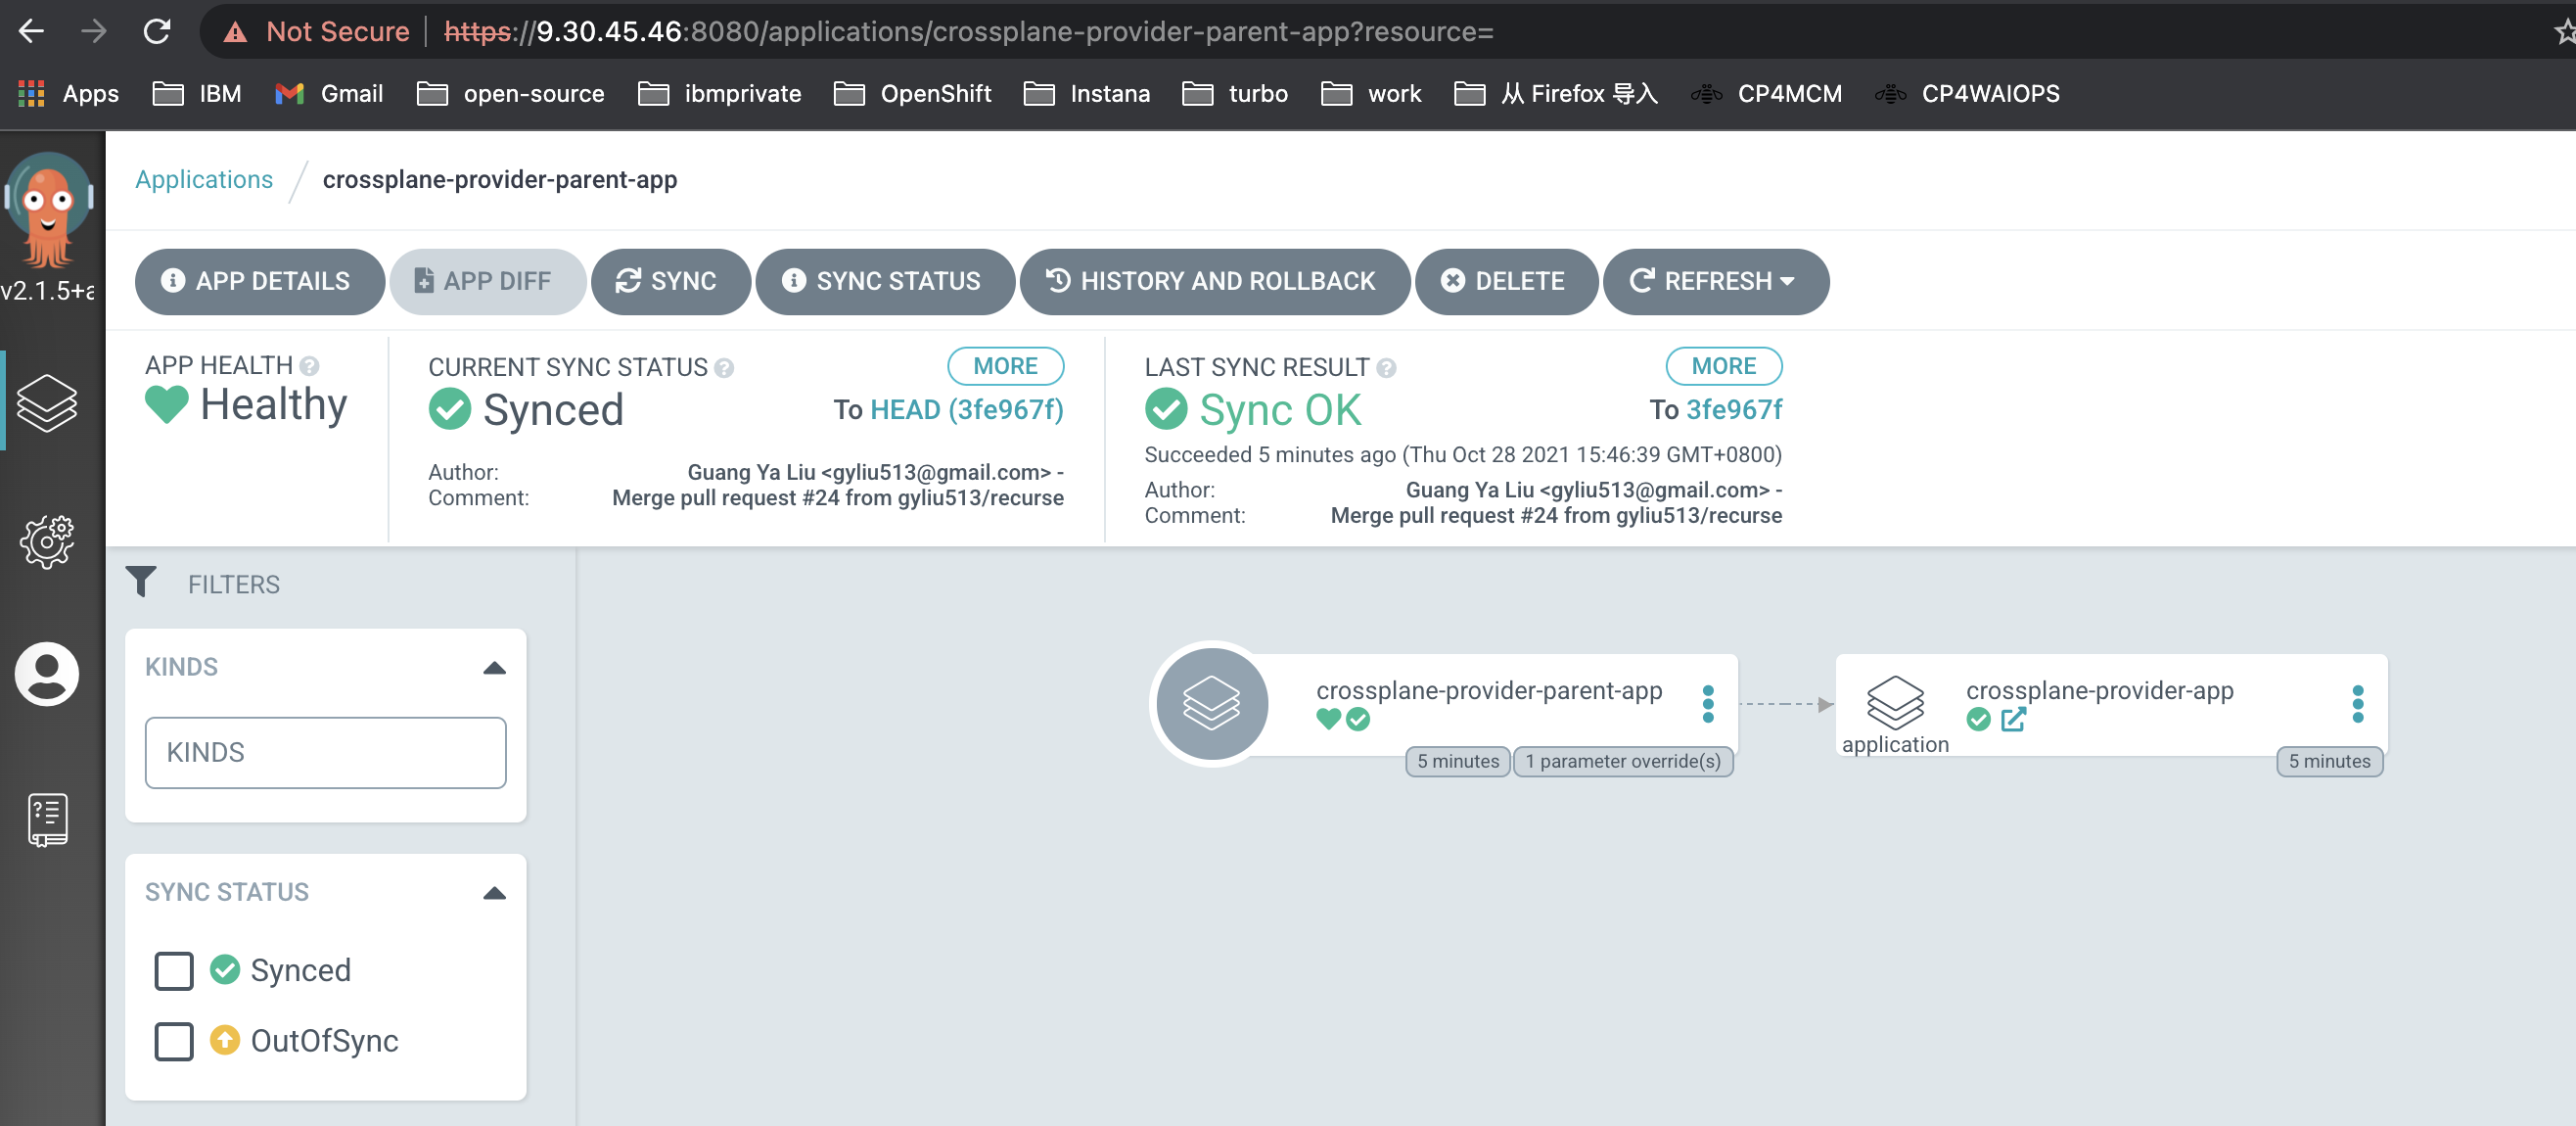 Not Secure https://9.30.45.46:8080/applications/crossplane-provider-parent-app?resource=
Apps IBM Gmail open-source ibmprivate OpenShift Instana turbo work 从 Firefox 导入 CP4MCM CP4WAIOPS
Applications / crossplane-provider-parent-app
v2.1.5+a
APP DETAILS APP DIFF SYNC SYNC STATUS HISTORY AND ROLLBACK DELETE REFRESH
APP HEALTH
Healthy
CURRENT SYNC STATUS MORE
Synced To HEAD (3fe967f)
Author: Guang Ya Liu <gyliu513@gmail.com> -
Comment: Merge pull request #24 from gyliu513/recurse
LAST SYNC RESULT MORE
Sync OK To 3fe967f
Succeeded 5 minutes ago (Thu Oct 28 2021 15:46:39 GMT+0800)
Author: Guang Ya Liu <gyliu513@gmail.com> -
Comment: Merge pull request #24 from gyliu513/recurse
FILTERS
KINDS
KINDS
SYNC STATUS
Synced
OutOfSync
crossplane-provider-parent-app
5 minutes 1 parameter override(s)
crossplane-provider-app
application
5 minutes